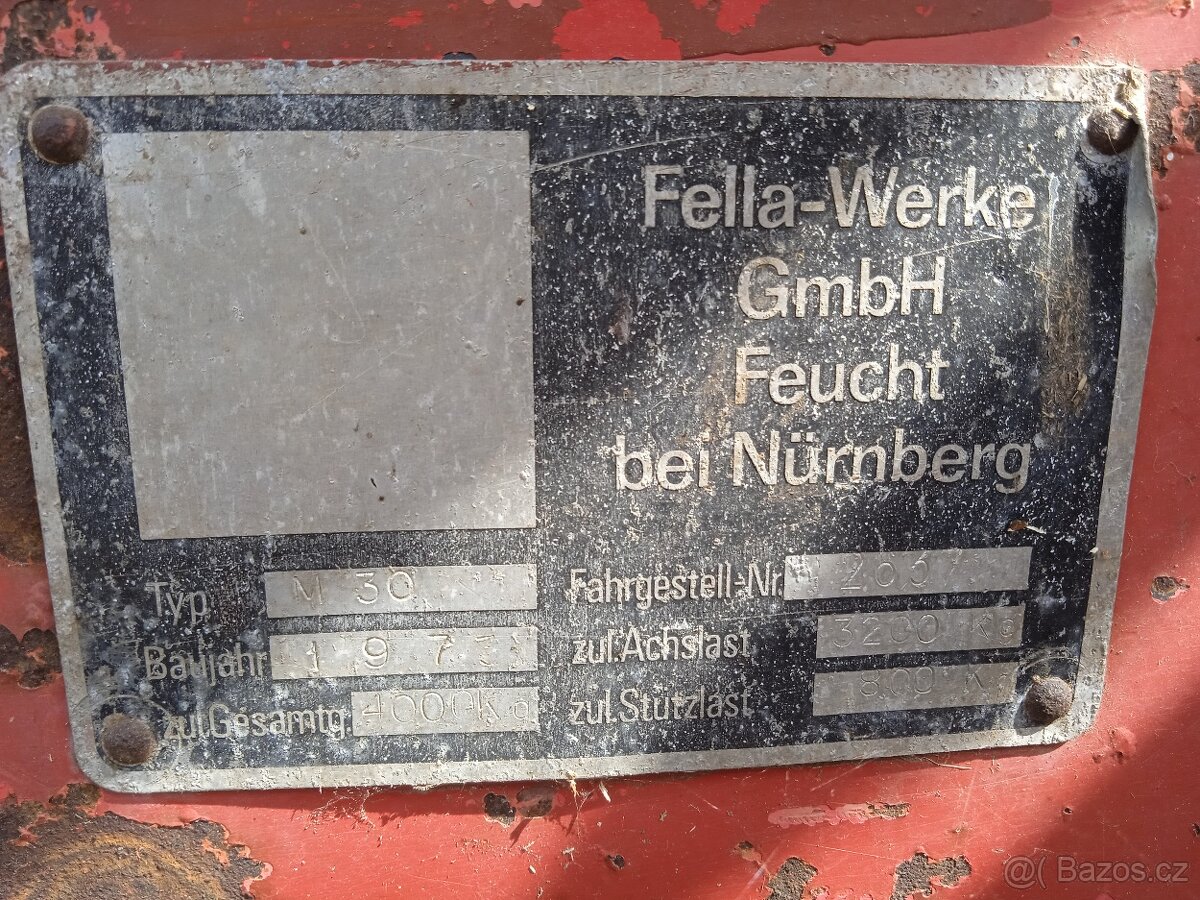 Fella-Werke
GmbH
Feucht
bei Nürnberg
Typ M 30
Baujahr
zul.Gesamtg. 4000Kg
Fahrgestell-Nr.
zul.Achslast 3200 Kg
zul.Stützlast 800 K
@( Bazos.cz